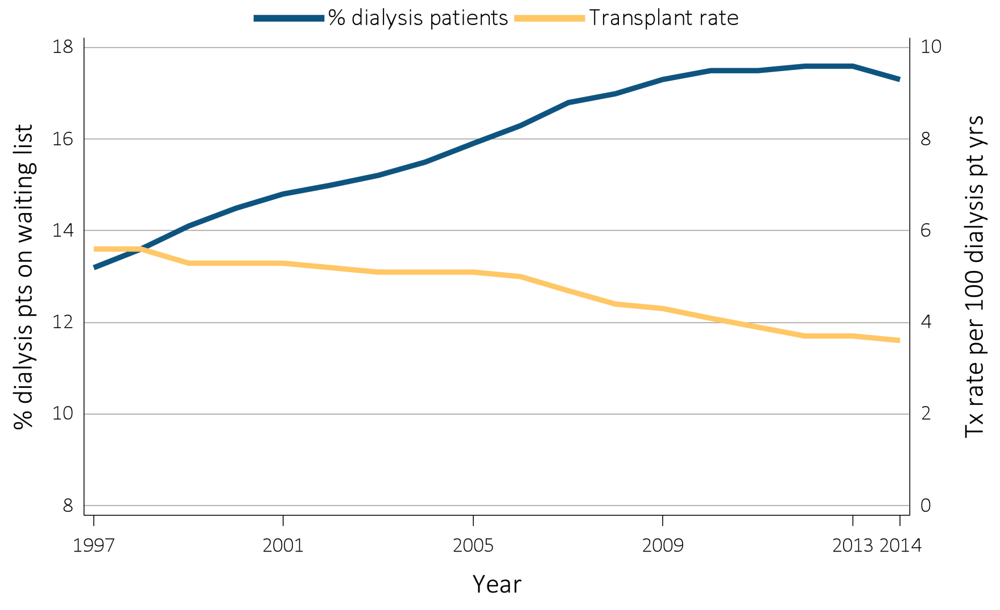 % dialysis patients Transplant rate
18
16
14
12
10
8
% dialysis pts on waiting list
10
8
6
4
2
0
Tx rate per 100 dialysis pt yrs
1997 2001 2005 2009 2013 2014
Year